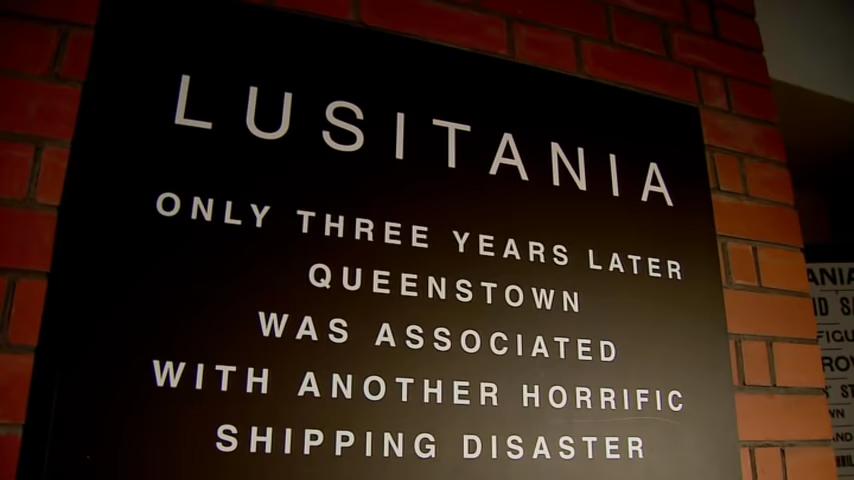 LUSITANIA
ONLY THREE YEARS LATER
QUEENSTOWN
WAS ASSOCIATED
WITH ANOTHER HORRIFIC
SHIPPING DISASTER